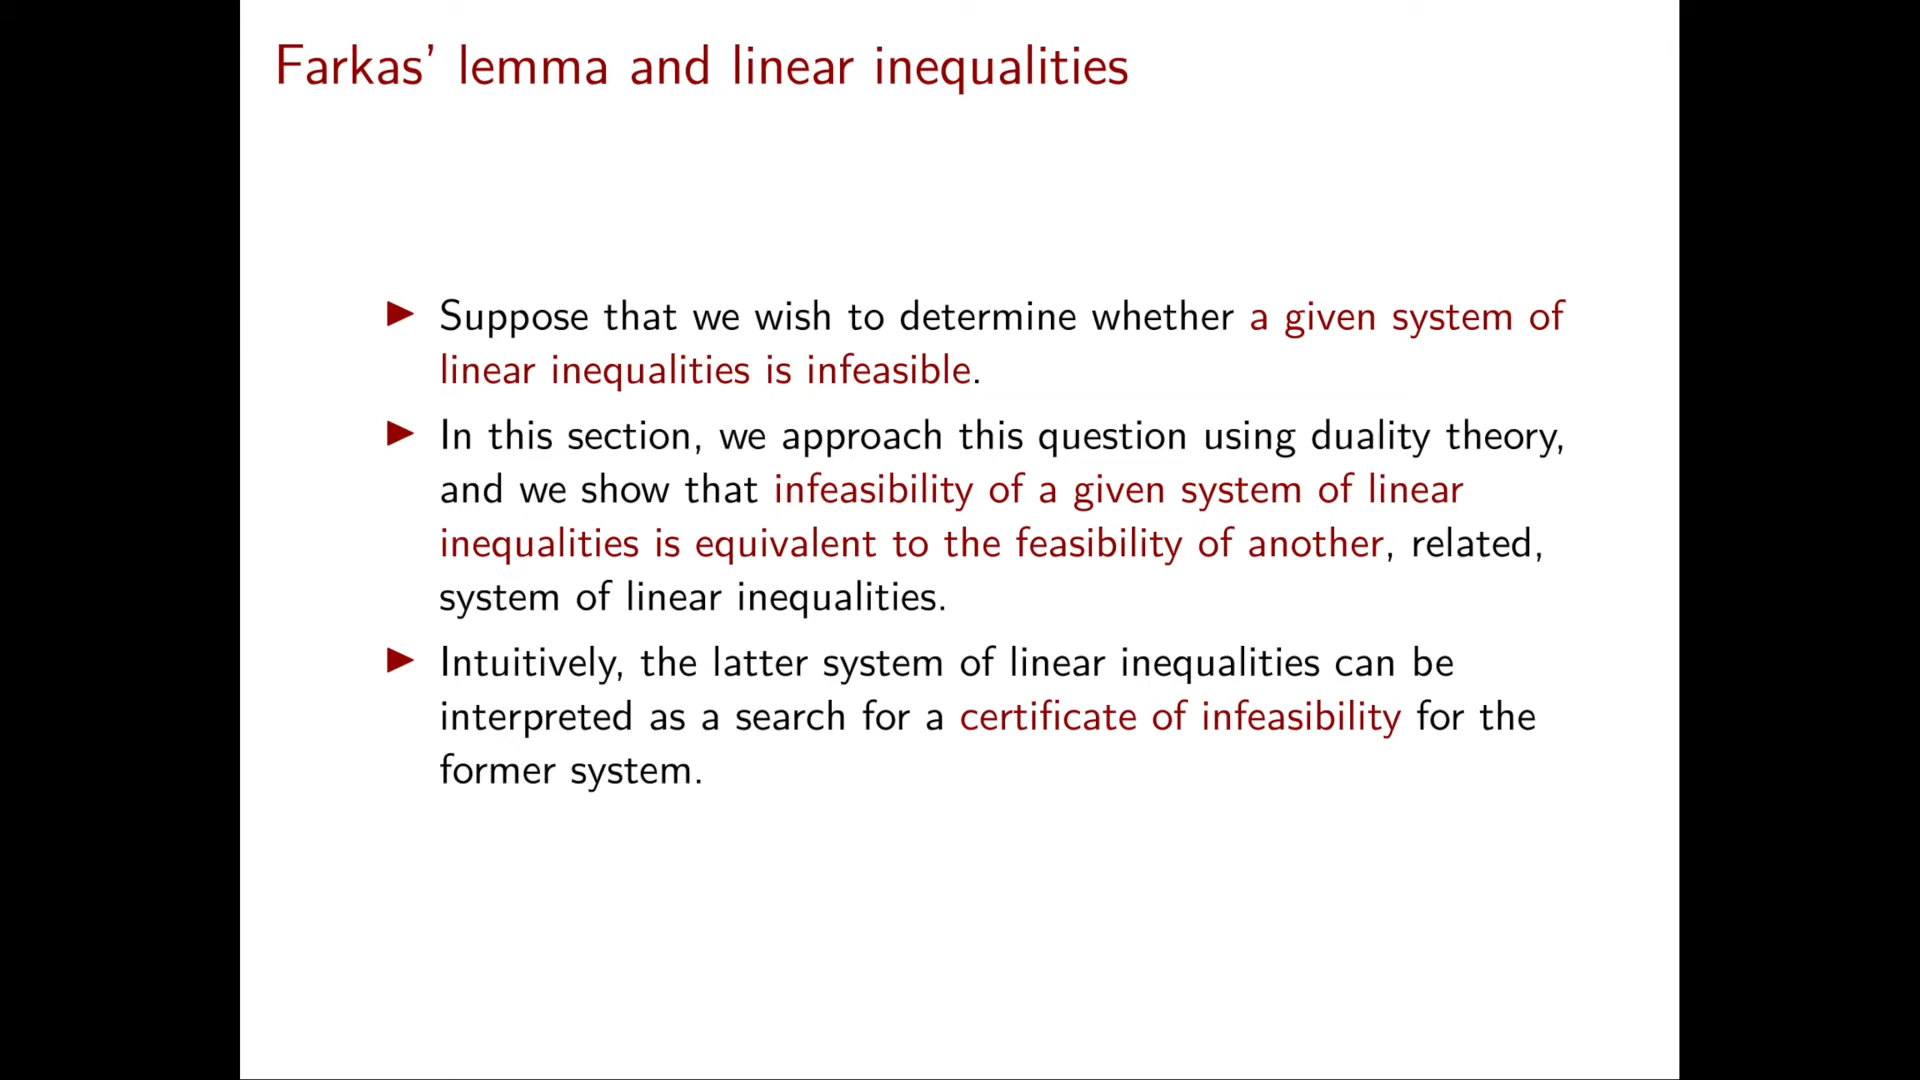 Farkas’ lemma and linear inequalities
▶ Suppose that we wish to determine whether a given system of
linear inequalities is infeasible.
▶ In this section, we approach this question using duality theory,
and we show that infeasibility of a given system of linear
inequalities is equivalent to the feasibility of another, related,
system of linear inequalities.
▶ Intuitively, the latter system of linear inequalities can be
interpreted as a search for a certificate of infeasibility for the
former system.